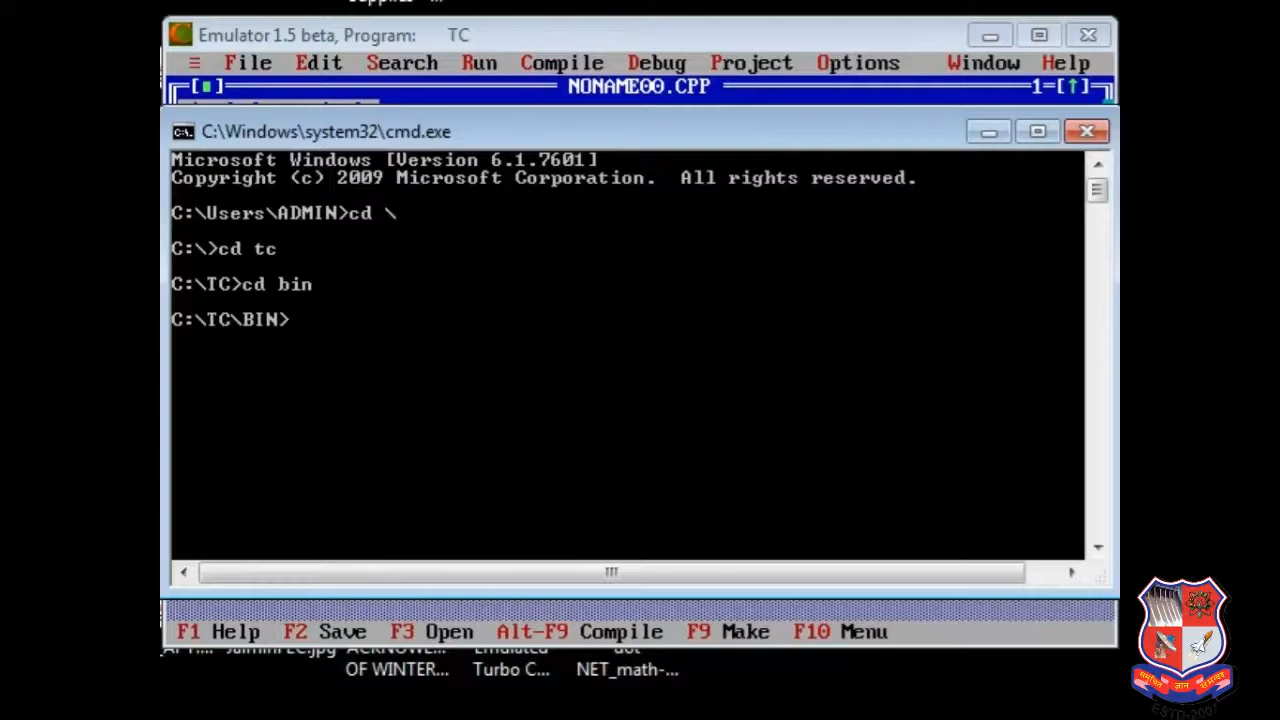 Emulator 1.5 beta, Program: TC
≡ File Edit Search Run Compile Debug Project Options Window Help
[■] NONAME00.CPP 1=[↑]
C:\Windows\system32\cmd.exe
Microsoft Windows [Version 6.1.7601]
Copyright (c) 2009 Microsoft Corporation. All rights reserved.
C:\Users\ADMIN>cd \
C:\>cd tc
C:\TC>cd bin
C:\TC\BIN>
F1 Help F2 Save F3 Open Alt-F9 Compile F9 Make F10 Menu
OF WINTER... Turbo C... NET_math-...